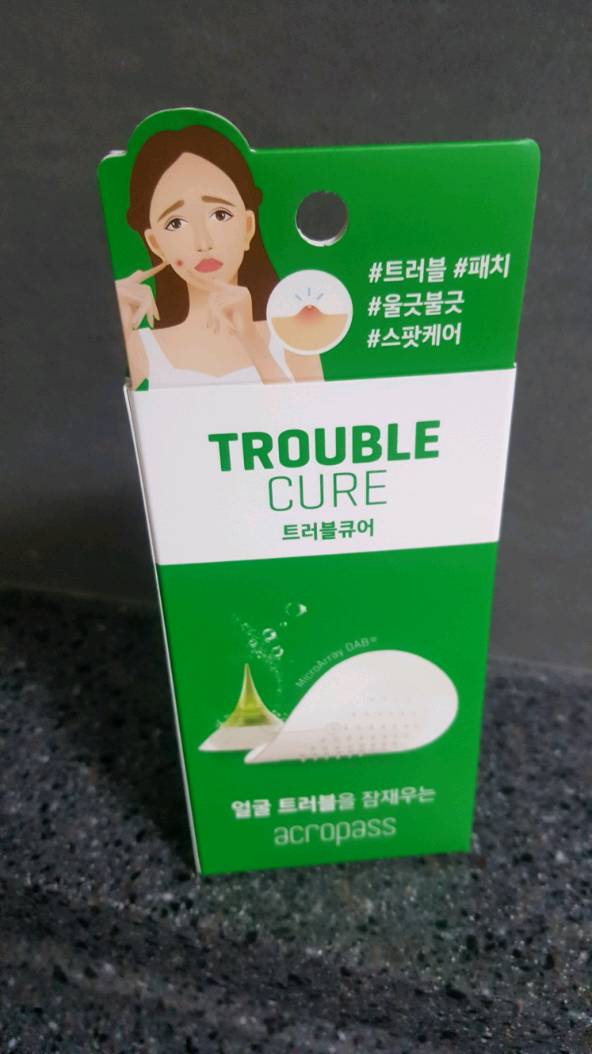 #트러블 #패치
#울긋불긋
#스팟케어
TROUBLE
CURE
트러블큐어
MicroArray DAB®
얼굴 트러블을 잠재우는
acropass